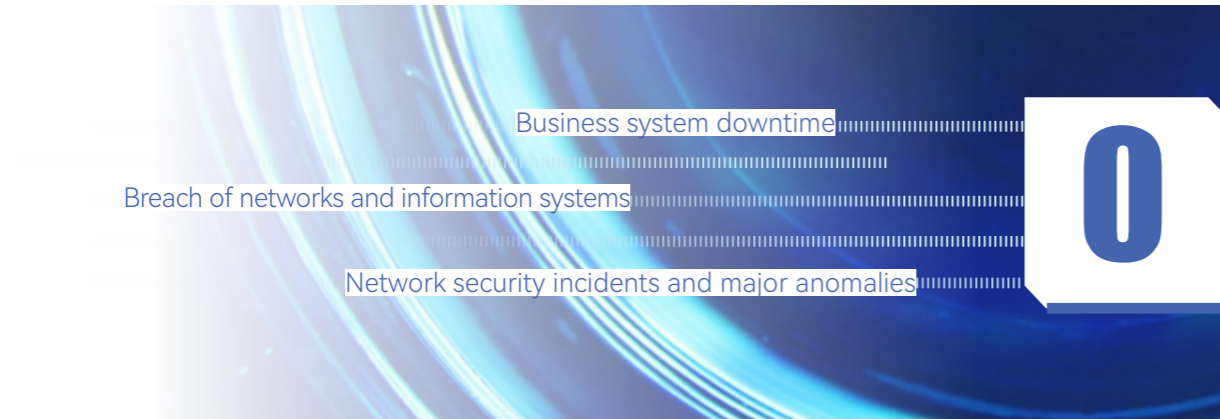 Business system downtime
Breach of networks and information systems
0
Network security incidents and major anomalies